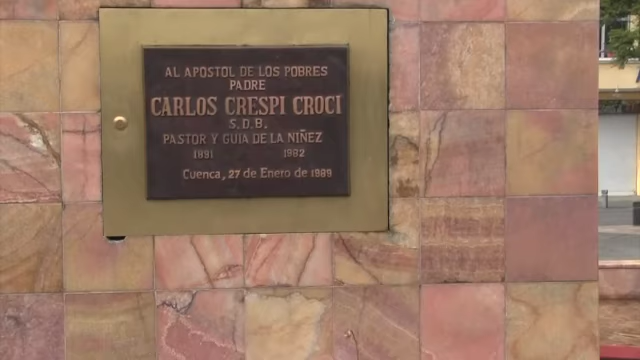 AL APOSTOL DE LOS POBRES
PADRE
CARLOS CRESPI CROCI
S.D.B.
PASTOR Y GUIA DE LA NIÑEZ
1891 1982
Cuenca, 27 de Enero de 1989